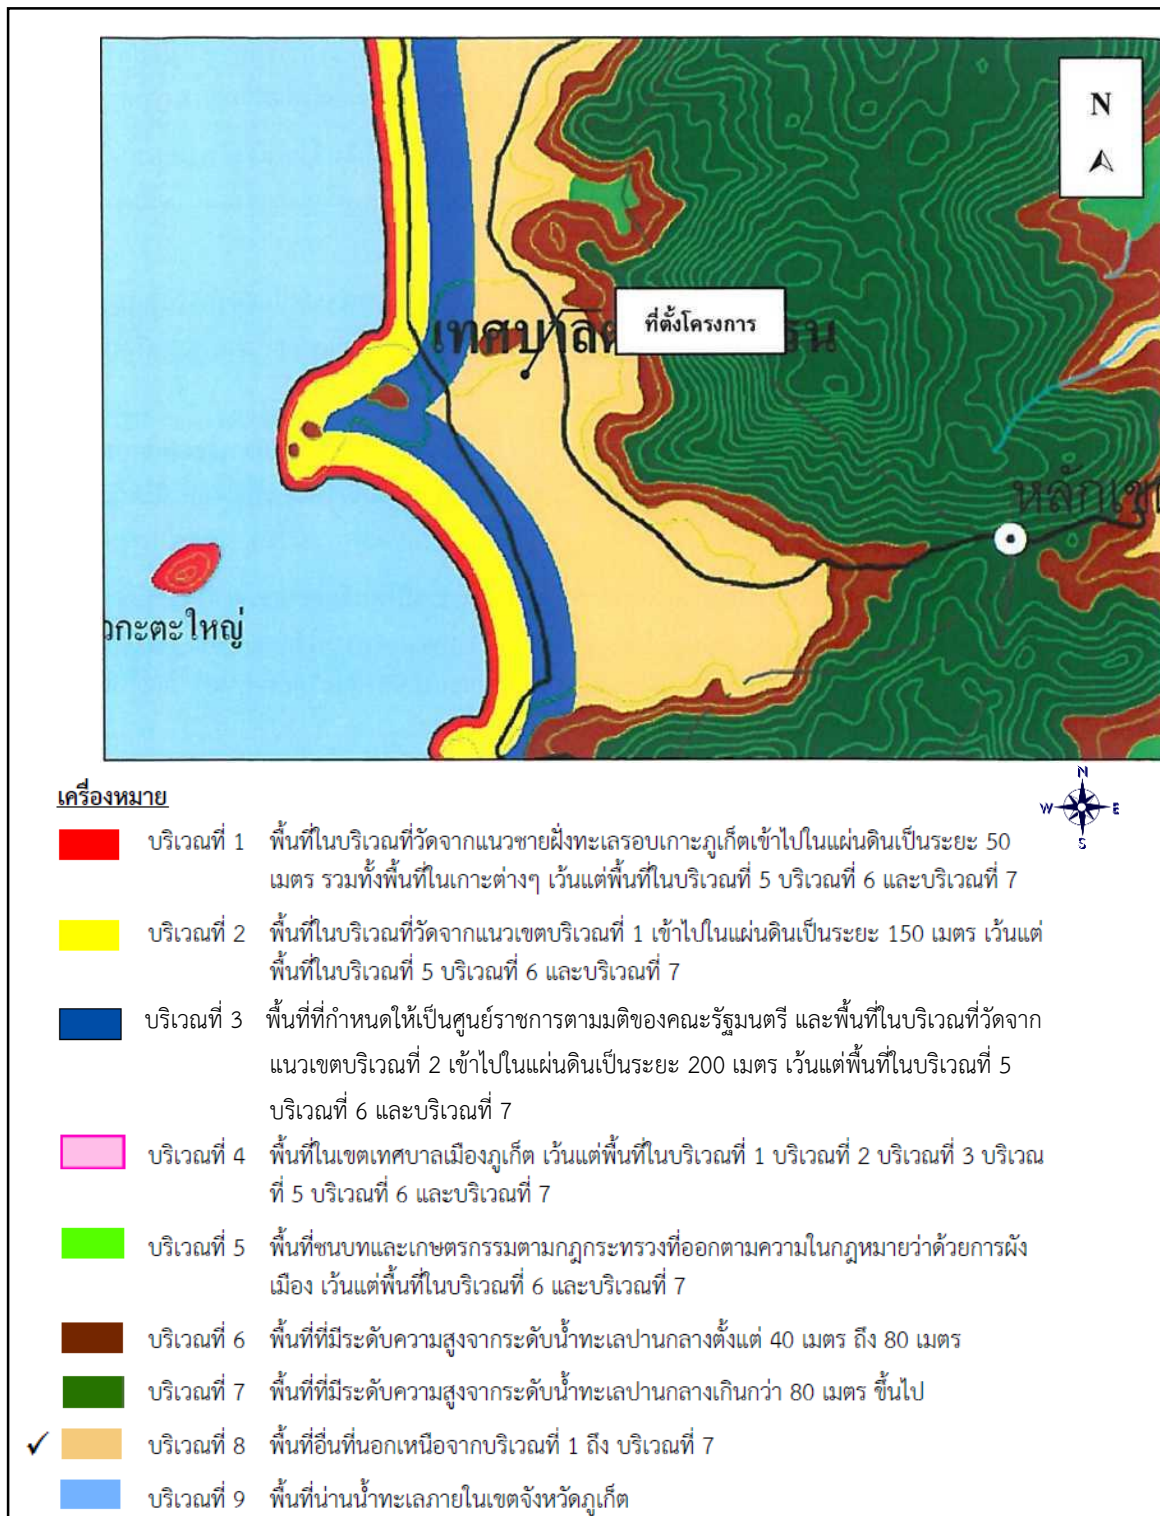 N
เทศบาล
ที่ตั้งโครงการ
รน
หลักเข
วกะตะใหญ่
เครื่องหมาย
N
W E
S
บริเวณที่ 1 พื้นที่ในบริเวณที่วัดจากแนวชายฝั่งทะเลรอบเกาะภูเก็ตเข้าไปในแผ่นดินเป็นระยะ 50
เมตร รวมทั้งพื้นที่ในเกาะต่างๆ เว้นแต่พื้นที่ในบริเวณที่ 5 บริเวณที่ 6 และบริเวณที่ 7
บริเวณที่ 2 พื้นที่ในบริเวณที่วัดจากแนวเขตบริเวณที่ 1 เข้าไปในแผ่นดินเป็นระยะ 150 เมตร เว้นแต่
พื้นที่ในบริเวณที่ 5 บริเวณที่ 6 และบริเวณที่ 7
บริเวณที่ 3 พื้นที่ที่กำหนดให้เป็นศูนย์ราชการตามมติของคณะรัฐมนตรี และพื้นที่ในบริเวณที่วัดจาก
แนวเขตบริเวณที่ 2 เข้าไปในแผ่นดินเป็นระยะ 200 เมตร เว้นแต่พื้นที่ในบริเวณที่ 5
บริเวณที่ 6 และบริเวณที่ 7
บริเวณที่ 4 พื้นที่ในเขตเทศบาลเมืองภูเก็ต เว้นแต่พื้นที่ในบริเวณที่ 1 บริเวณที่ 2 บริเวณที่ 3 บริเวณ
ที่ 5 บริเวณที่ 6 และบริเวณที่ 7
บริเวณที่ 5 พื้นที่ชนบทและเกษตรกรรมตามกฎกระทรวงที่ออกตามความในกฎหมายว่าด้วยการผัง
เมือง เว้นแต่พื้นที่ในบริเวณที่ 6 และบริเวณที่ 7
บริเวณที่ 6 พื้นที่ที่มีระดับความสูงจากระดับน้ำทะเลปานกลางตั้งแต่ 40 เมตร ถึง 80 เมตร
บริเวณที่ 7 พื้นที่ที่มีระดับความสูงจากระดับน้ำทะเลปานกลางเกินกว่า 80 เมตร ขึ้นไป
✓ บริเวณที่ 8 พื้นที่อื่นที่นอกเหนือจากบริเวณที่ 1 ถึง บริเวณที่ 7
บริเวณที่ 9 พื้นที่น่านน้ำทะเลภายในเขตจังหวัดภูเก็ต